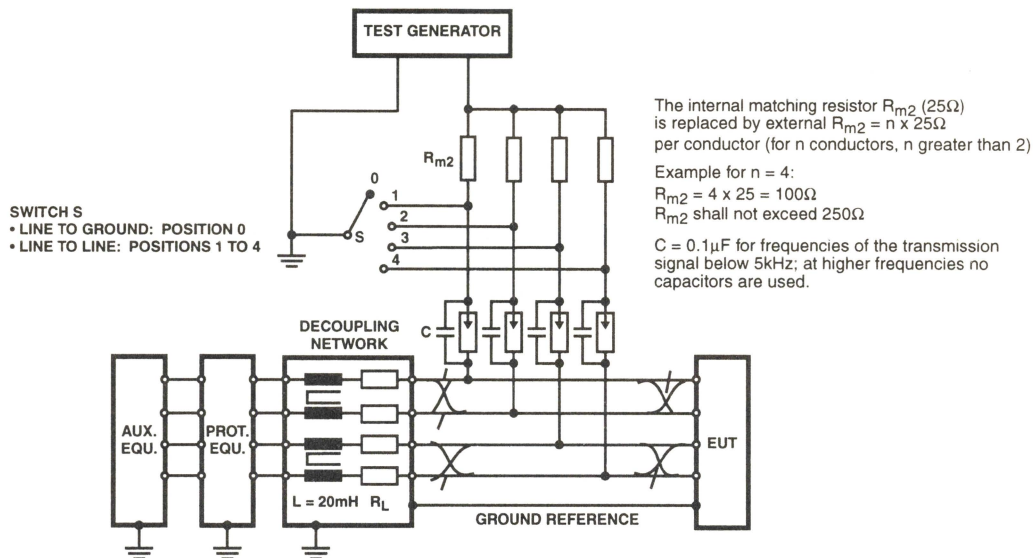 TEST GENERATOR
The internal matching resistor Rm2 (25Ω)
is replaced by external Rm2 = n x 25Ω
per conductor (for n conductors, n greater than 2)
Example for n = 4:
Rm2 = 4 x 25 = 100Ω
Rm2 shall not exceed 250Ω
C = 0.1µF for frequencies of the transmission
signal below 5kHz; at higher frequencies no
capacitors are used.
Rm2
0
1
2
3
4
S
SWITCH S
• LINE TO GROUND: POSITION 0
• LINE TO LINE: POSITIONS 1 TO 4
DECOUPLING
NETWORK
C
AUX.
EQU.
PROT.
EQU.
EUT
L = 20mH RL
GROUND REFERENCE